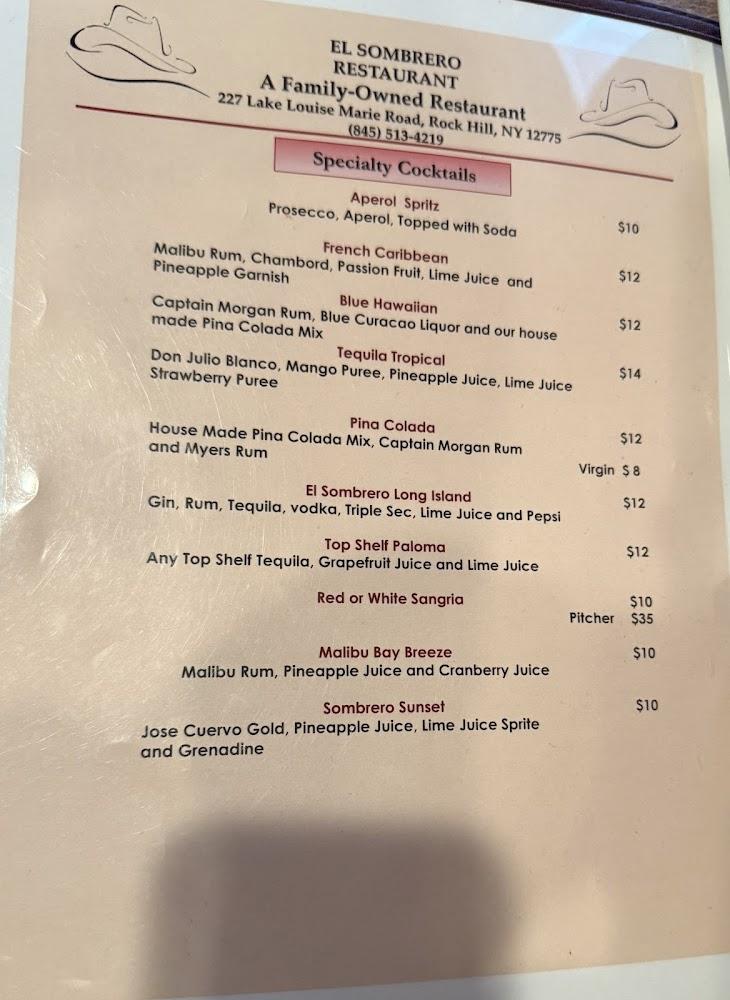 EL SOMBRERO
RESTAURANT
A Family-Owned Restaurant
227 Lake Louise Marie Road, Rock Hill, NY 12775
(845) 513-4219
Specialty Cocktails
Aperol Spritz
Prosecco, Aperol, Topped with Soda $10
French Caribbean
Malibu Rum, Chambord, Passion Fruit, Lime Juice and $12
Pineapple Garnish
Blue Hawaiian
Captain Morgan Rum, Blue Curacao Liquor and our house $12
made Pina Colada Mix
Tequila Tropical
Don Julio Blanco, Mango Puree, Pineapple Juice, Lime Juice $14
Strawberry Puree
Pina Colada
House Made Pina Colada Mix, Captain Morgan Rum $12
and Myers Rum
Virgin $ 8
El Sombrero Long Island $12
Gin, Rum, Tequila, vodka, Triple Sec, Lime Juice and Pepsi
Top Shelf Paloma $12
Any Top Shelf Tequila, Grapefruit Juice and Lime Juice
Red or White Sangria $10
Pitcher $35
Malibu Bay Breeze $10
Malibu Rum, Pineapple Juice and Cranberry Juice
Sombrero Sunset $10
Jose Cuervo Gold, Pineapple Juice, Lime Juice Sprite
and Grenadine